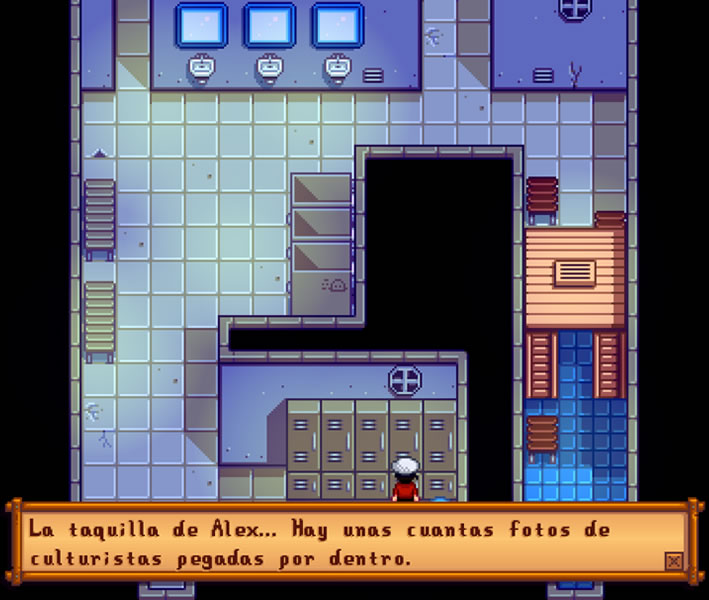 La taquilla de Alex... Hay unas cuantas fotos de
culturistas pegadas por dentro.